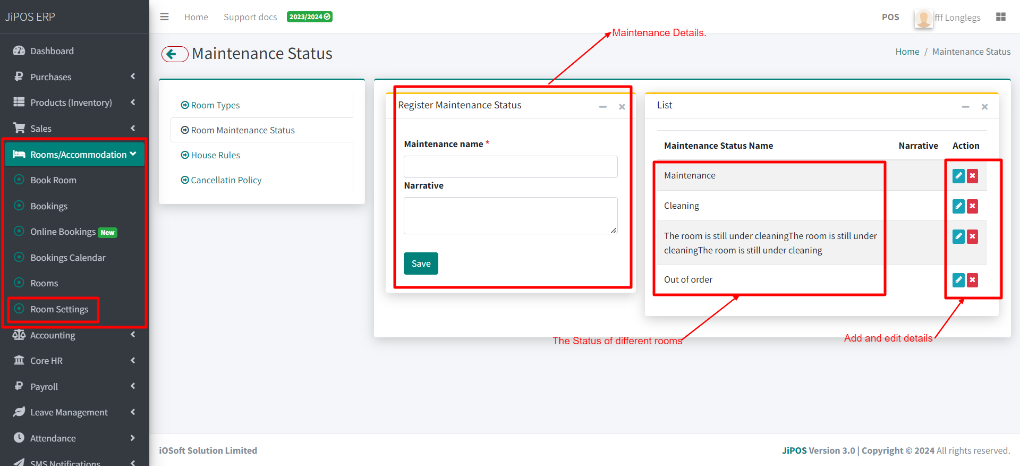 JiPOS ERP
Home Support docs 2023/2024
POS fff Longlegs
Dashboard
Purchases
Products (Inventory)
Sales
Rooms/Accommodation
Book Room
Bookings
Online Bookings New
Bookings Calendar
Rooms
Room Settings
Accounting
Core HR
Payroll
Leave Management
Attendance
SMS Notifications
Maintenance Status
Maintenance Details.
Home / Maintenance Status
Room Types
Room Maintenance Status
House Rules
Cancellatin Policy
Register Maintenance Status
Maintenance name *
Narrative
Save
List
Maintenance Status Name Narrative Action
Maintenance
Cleaning
The room is still under cleaningThe room is still under
cleaningThe room is still under cleaning
Out of order
The Status of different rooms
Add and edit details
iOSoft Solution Limited
JiPOS Version 3.0 | Copyright © 2024 All rights reserved.